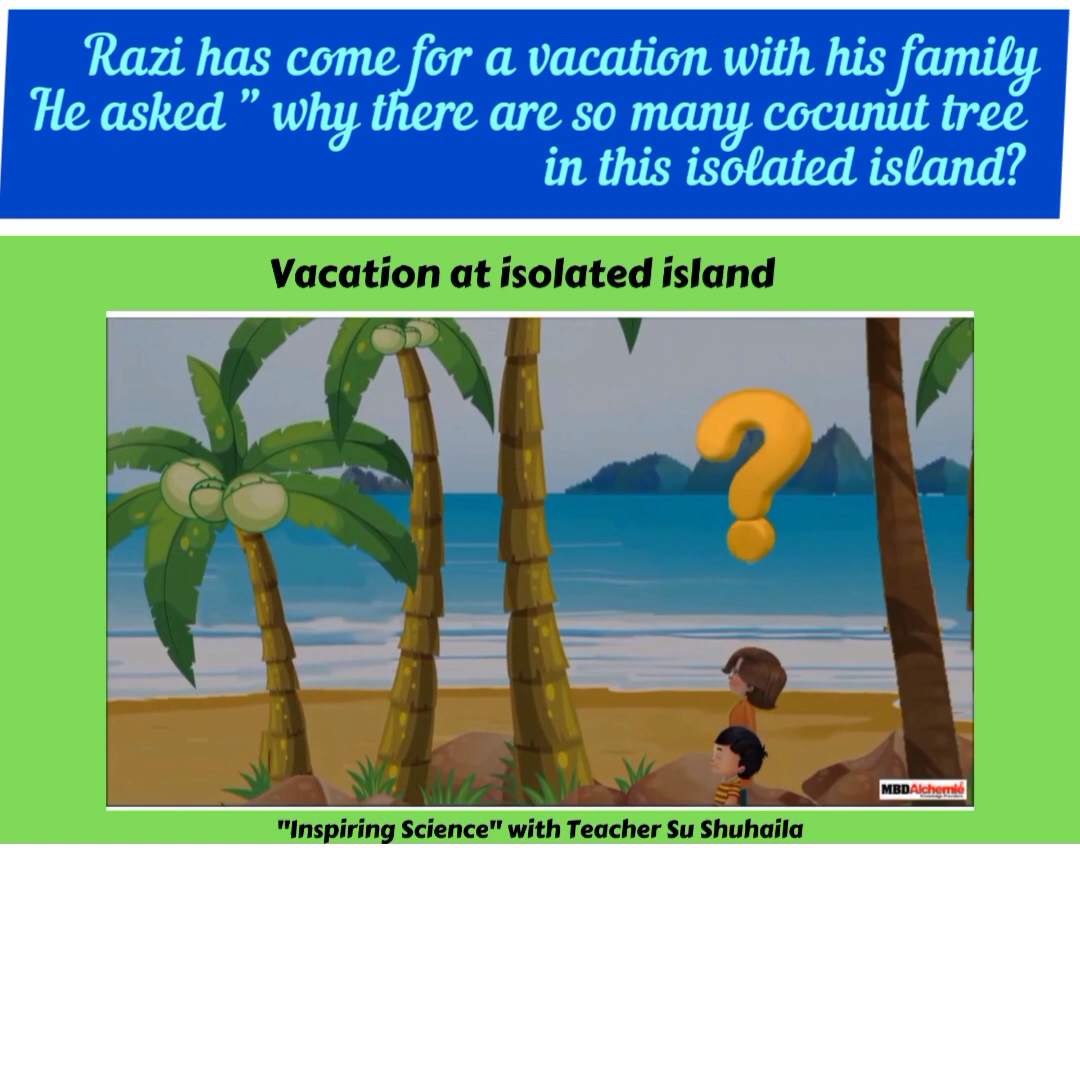 Razi has come for a vacation with his family
He asked ” why there are so many cocunut tree
in this isolated island?
Vacation at isolated island
MBDAlchemie
"Inspiring Science" with Teacher Su Shuhaila